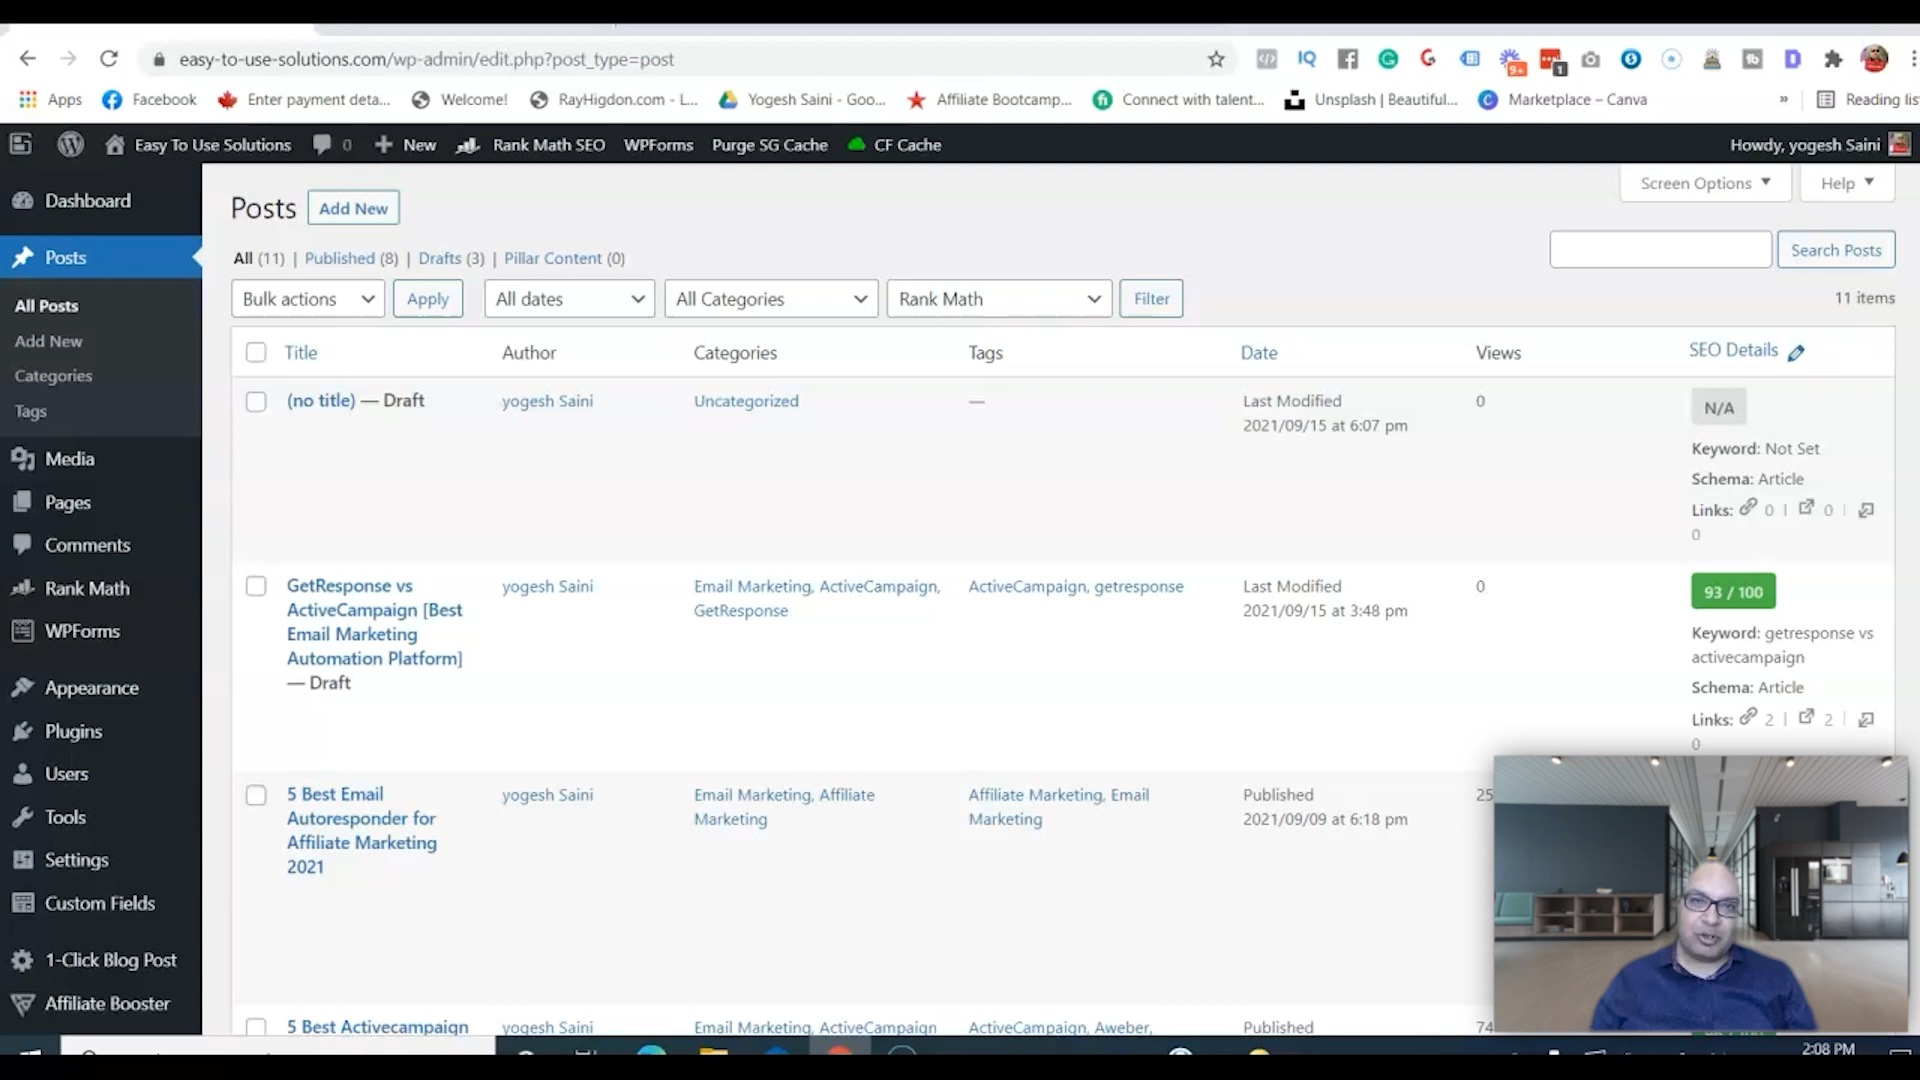 easy-to-use-solutions.com/wp-admin/edit.php?post_type=post
IQ
9+
1
Apps
Facebook
Enter payment deta...
Welcome!
RayHigdon.com - L...
Yogesh Saini - Goo...
Affiliate Bootcamp...
Connect with talent...
Unsplash | Beautiful...
Marketplace – Canva
»
Reading lis
Easy To Use Solutions
0
New
Rank Math SEO
WPForms
Purge SG Cache
CF Cache
Howdy, yogesh Saini
Dashboard
Posts
All Posts
Add New
Categories
Tags
Media
Pages
Comments
Rank Math
WPForms
Appearance
Plugins
Users
Tools
Settings
Custom Fields
1-Click Blog Post
Affiliate Booster
Screen Options
Help
Posts
Add New
All (11) | Published (8) | Drafts (3) | Pillar Content (0)
Search Posts
Bulk actions
Apply
All dates
All Categories
Rank Math
Filter
11 items
Title
Author
Categories
Tags
Date
Views
SEO Details
(no title) — Draft
yogesh Saini
Uncategorized
—
Last Modified
2021/09/15 at 6:07 pm
0
N/A
Keyword: Not Set
Schema: Article
Links: 0 | 0 |
0
GetResponse vs
ActiveCampaign [Best
Email Marketing
Automation Platform]
— Draft
yogesh Saini
Email Marketing, ActiveCampaign,
GetResponse
ActiveCampaign, getresponse
Last Modified
2021/09/15 at 3:48 pm
0
93 / 100
Keyword: getresponse vs
activecampaign
Schema: Article
Links: 2 | 2 |
0
5 Best Email
Autoresponder for
Affiliate Marketing
2021
yogesh Saini
Email Marketing, Affiliate
Marketing
Affiliate Marketing, Email
Marketing
Published
2021/09/09 at 6:18 pm
25
5 Best Activecampaign
yogesh Saini
Email Marketing, ActiveCampaign
ActiveCampaign, Aweber,
Published
74
2:08 PM